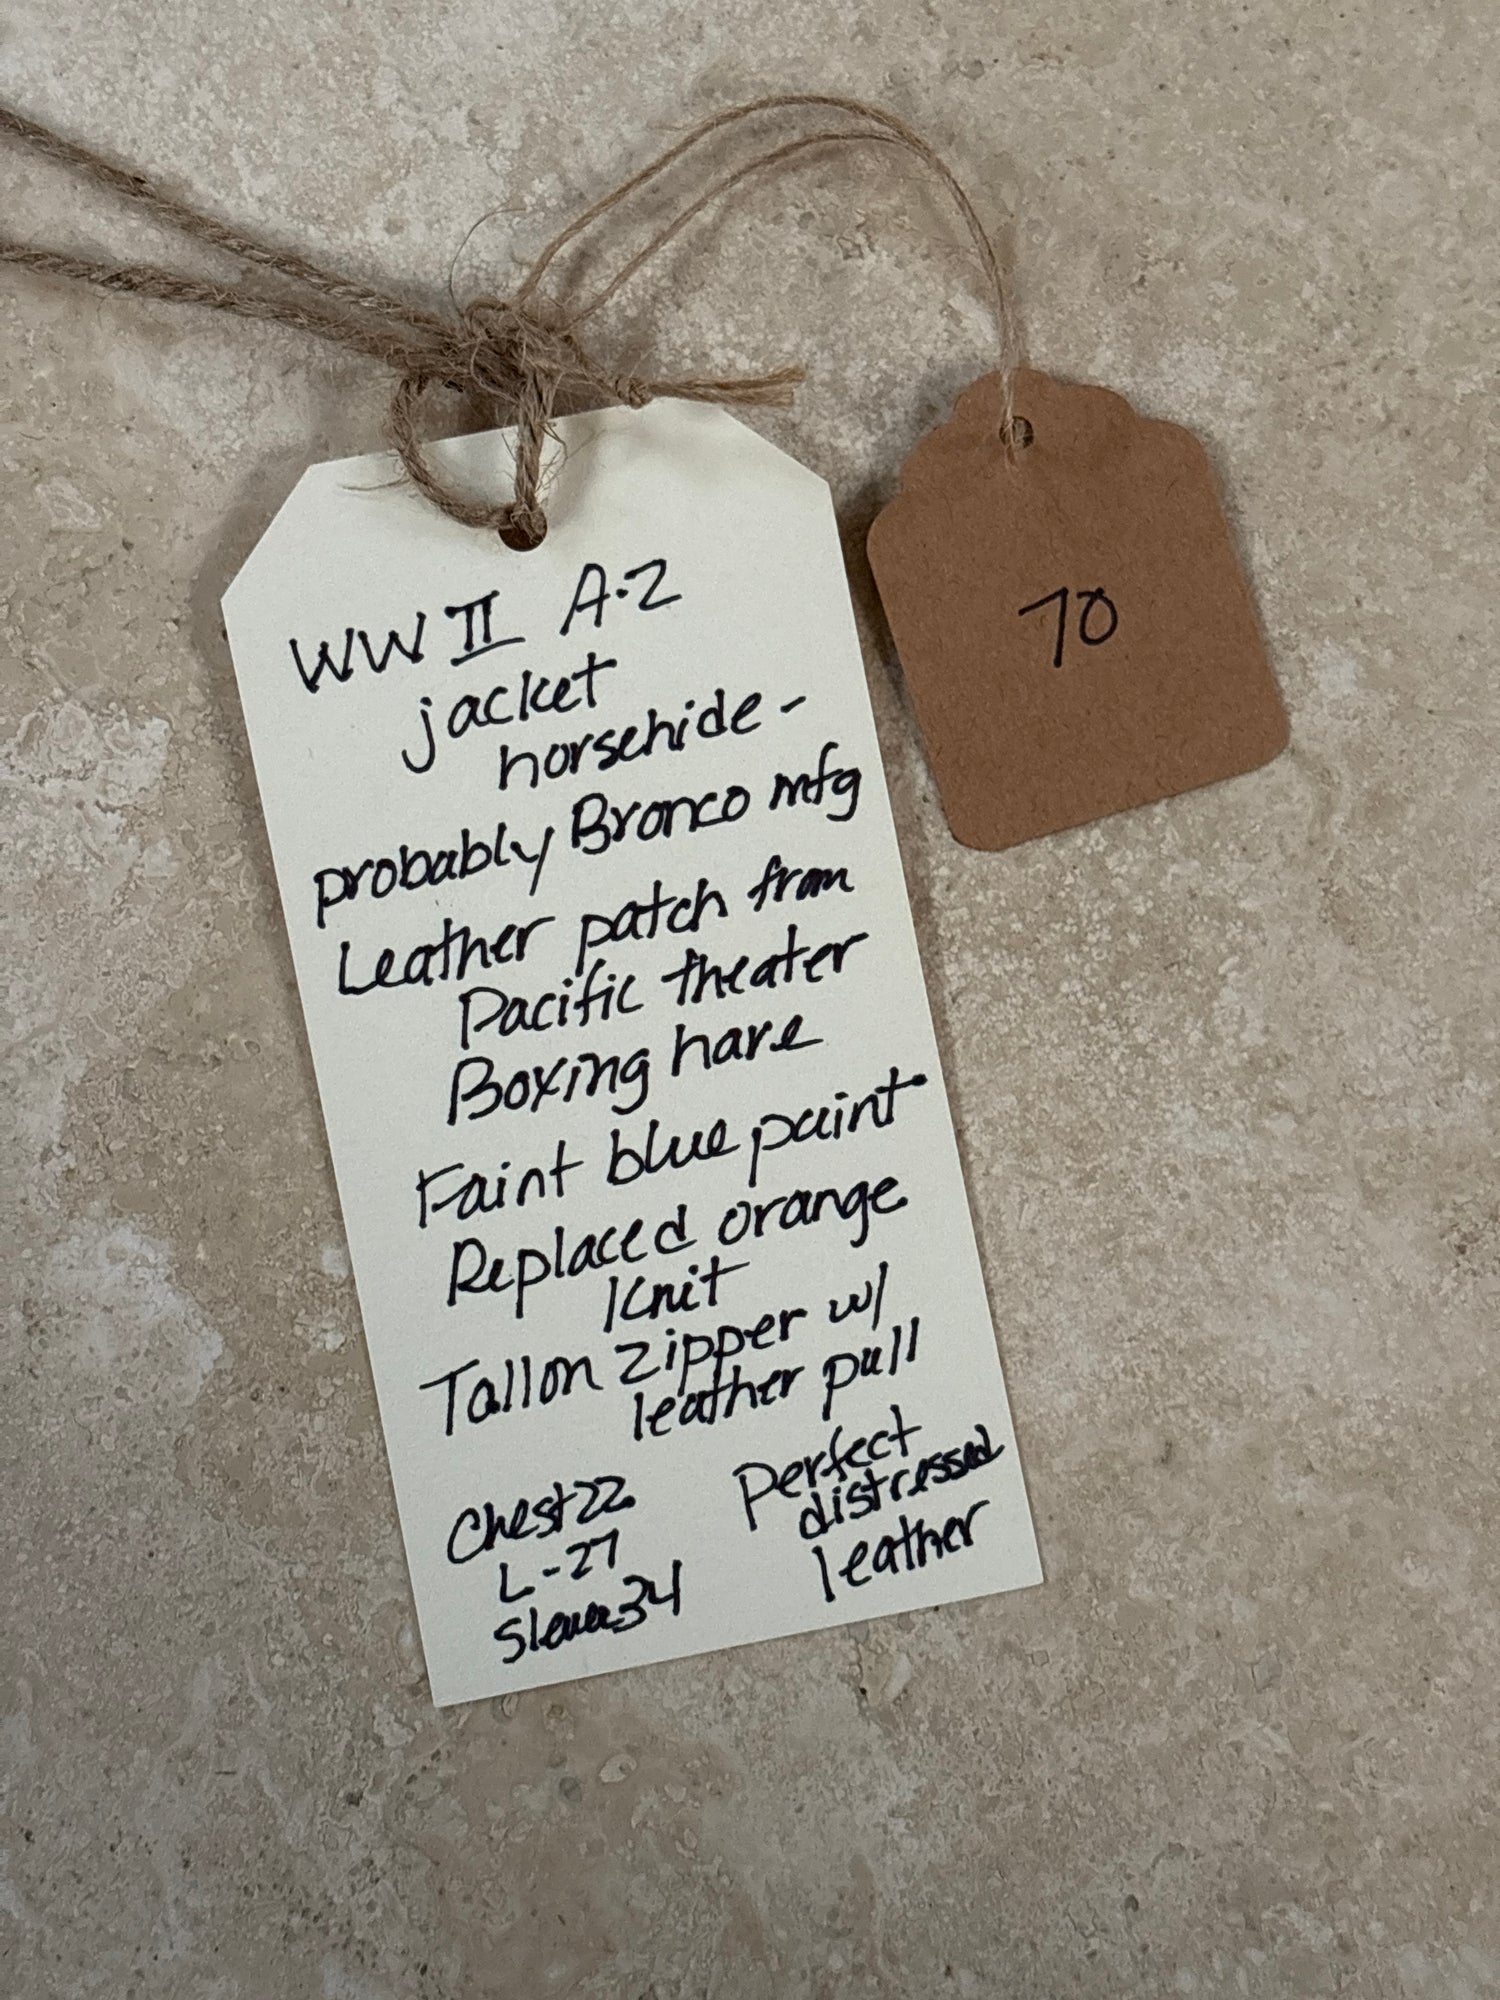 WW II A-2
jacket
horsehide -
probably Bronco mfg
Leather patch from
Pacific theater
Boxing hare
Faint blue paint
Replaced orange
Knit
Tallon zipper w/
leather pull
Perfect
distressed
leather
Chest 22
L-27
Sleeve 34
70